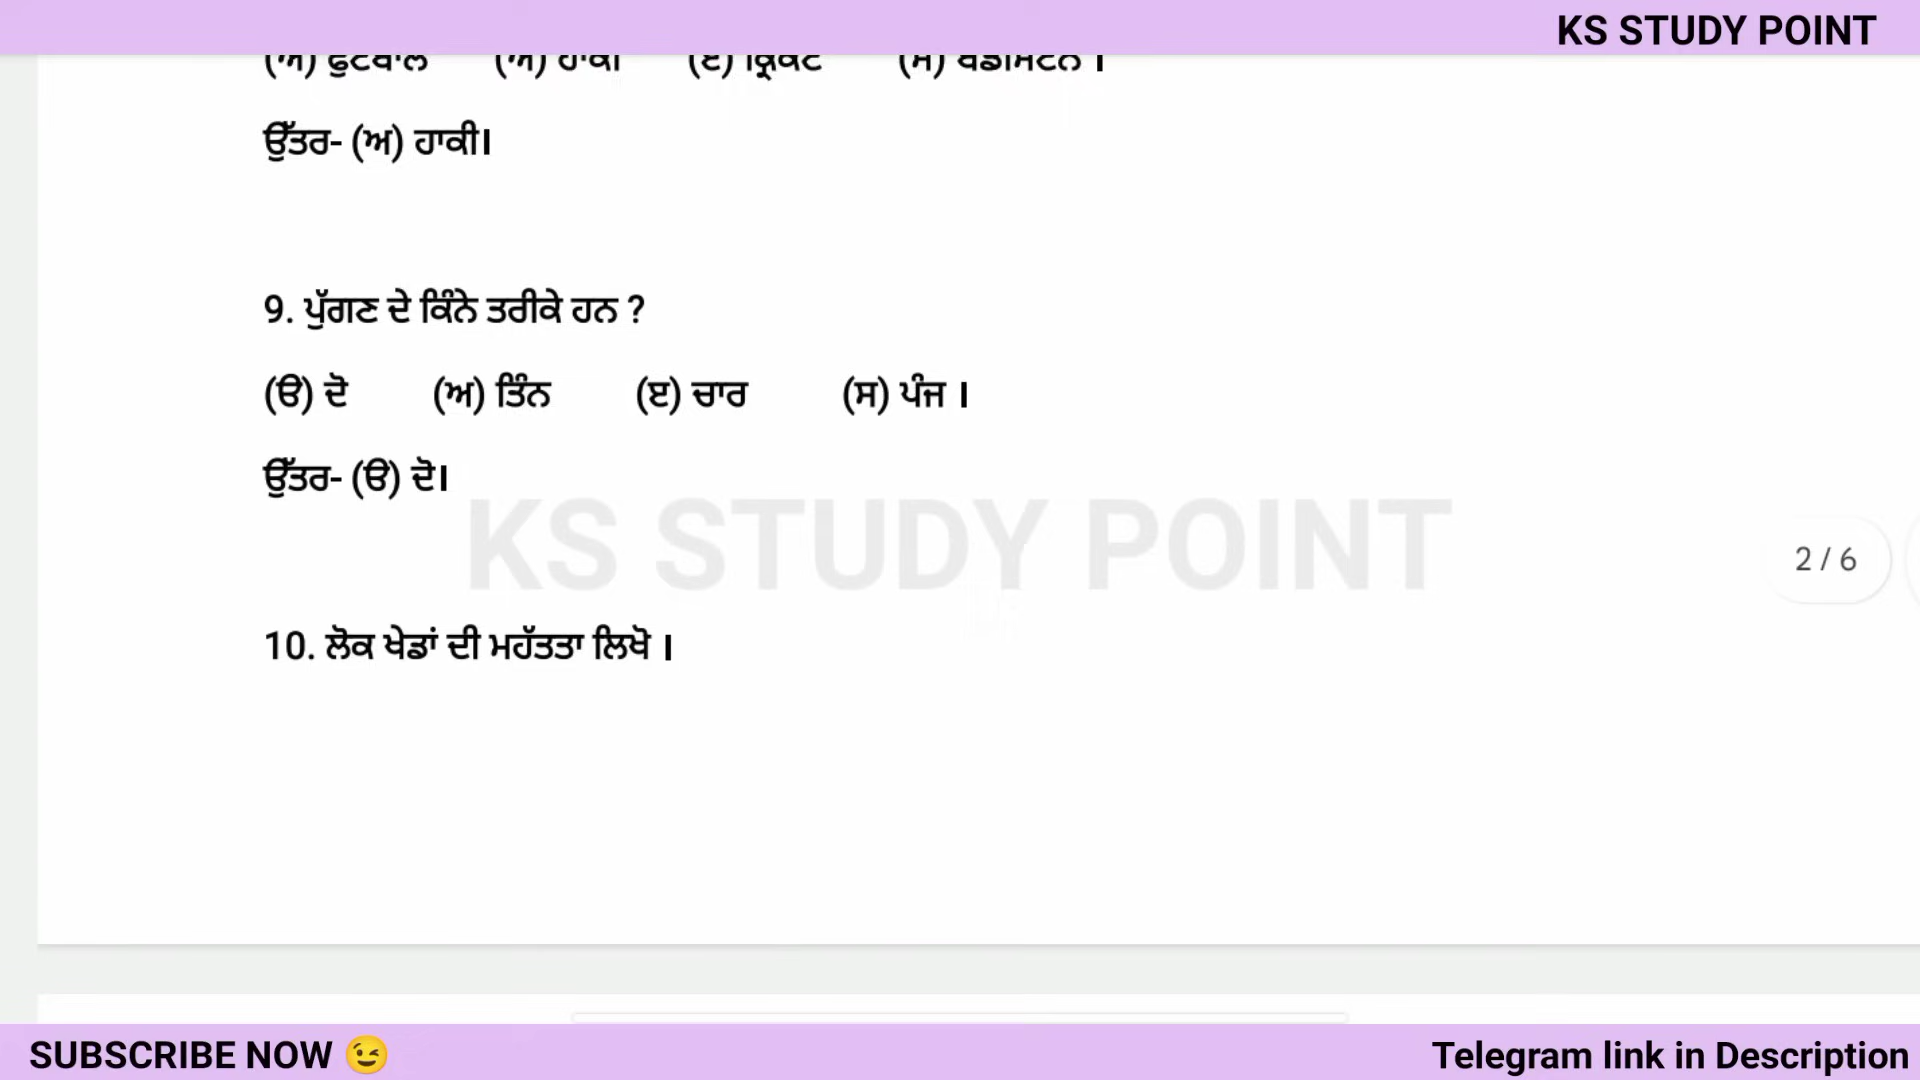 KS STUDY POINT
ਉੱਤਰ- (ਅ) ਹਾਕੀ।
9. ਪੁੱਗਣ ਦੇ ਕਿੰਨੇ ਤਰੀਕੇ ਹਨ ?
(ੳ) ਦੋ (ਅ) ਤਿੰਨ (ੲ) ਚਾਰ (ਸ) ਪੰਜ ।
ਉੱਤਰ- (ੳ) ਦੋ।
KS STUDY POINT
2 / 6
10. ਲੋਕ ਖੇਡਾਂ ਦੀ ਮਹੱਤਤਾ ਲਿਖੋ ।
SUBSCRIBE NOW 😉
Telegram link in Description